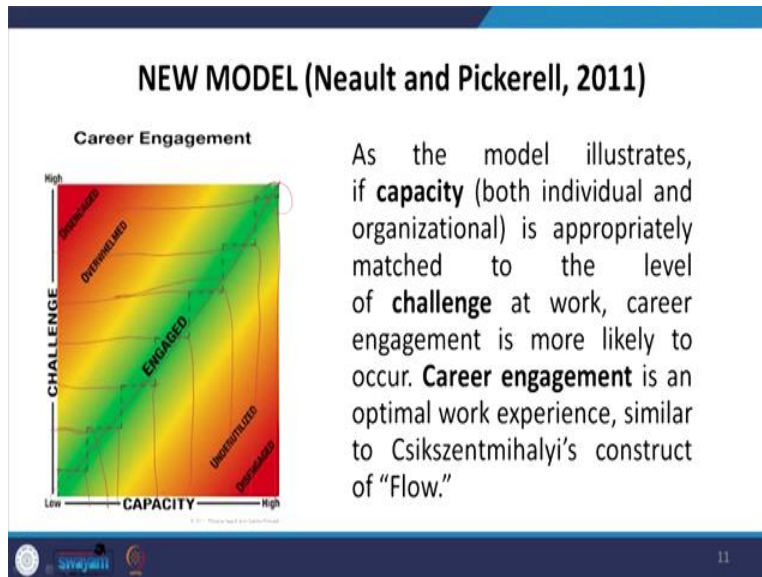 NEW MODEL (Neault and Pickerell, 2011)
Career Engagement
High
DISENGAGED
OVERWHELMED
CHALLENGE
ENGAGED
UNDERUTILIZED
DISENGAGED
Low
CAPACITY
High
As the model illustrates,
if capacity (both individual and
organizational) is appropriately
matched to the level
of challenge at work, career
engagement is more likely to
occur. Career engagement is an
optimal work experience, similar
to Csikszentmihalyi’s construct
of “Flow.”
swayam
11